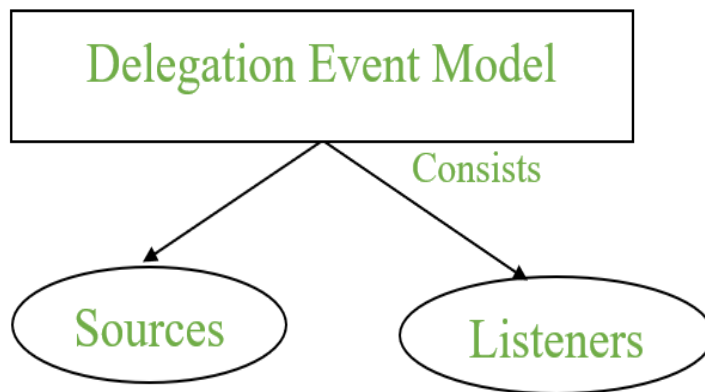 Delegation Event Model
Consists
Sources
Listeners